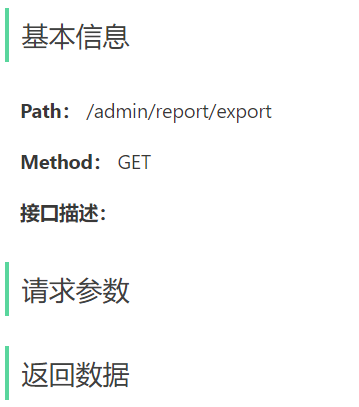 基本信息
Path： /admin/report/export
Method： GET
接口描述：
请求参数
返回数据